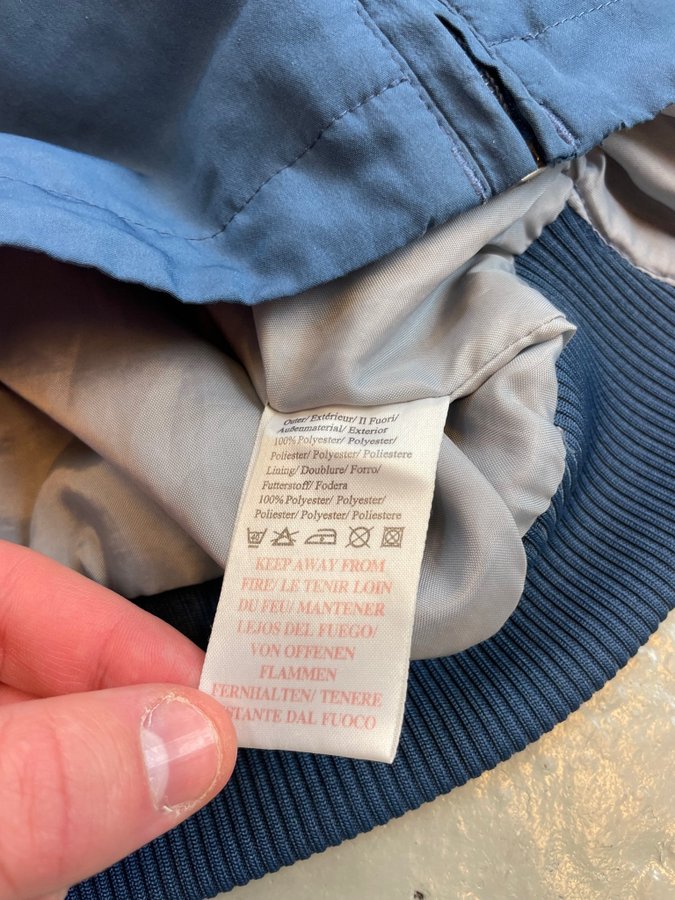 Outer/ Extérieur/ Il Fuori/
Außenmaterial/ Exterior
100% Polyester/ Polyester/
Poliester/ Polyester/ Poliestere
Lining/ Doublure/ Forro/
Futterstoff/ Fodera
100% Polyester/ Polyester/
Poliester/ Polyester/ Poliestere
KEEP AWAY FROM
FIRE/ LE TENIR LOIN
DU FEU/ MANTENER
LEJOS DEL FUEGO/
VON OFFENEN
FLAMMEN
FERNHALTEN/ TENERE
STANTE DAL FUOCO